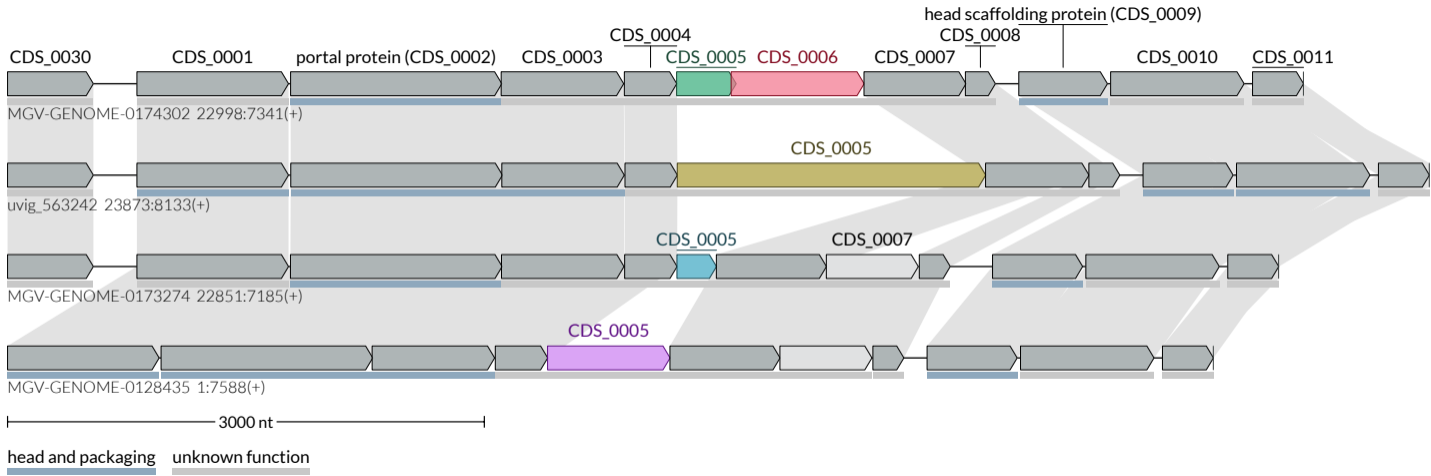 head scaffolding protein (CDS_0009)
CDS_0004 CDS_0008
CDS_0030 CDS_0001 portal protein (CDS_0002) CDS_0003 CDS_0005 CDS_0006 CDS_0007 CDS_0010 CDS_0011
MGV-GENOME-0174302 22998:7341(+)
CDS_0005
uvig_563242 23873:8133(+)
CDS_0005 CDS_0007
MGV-GENOME-0173274 22851:7185(+)
CDS_0005
MGV-GENOME-0128435 1:7588(+)
3000 nt
head and packaging unknown function